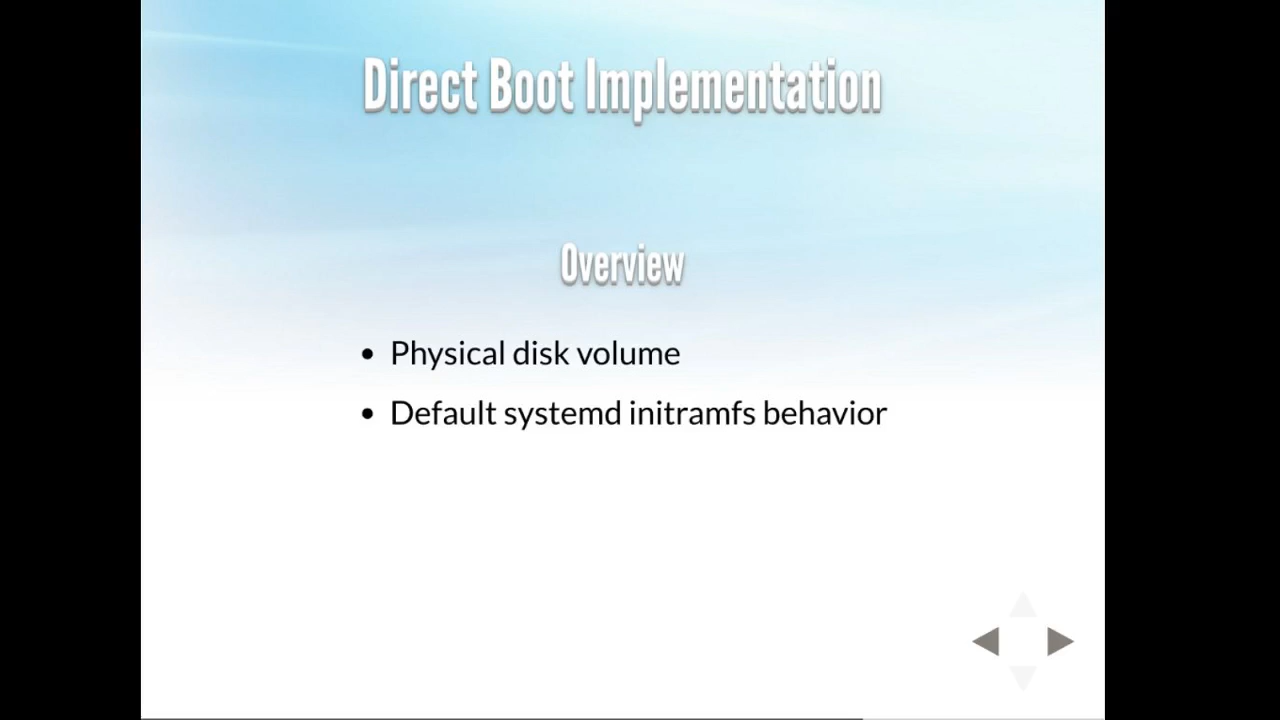 Direct Boot Implementation
Overview
• Physical disk volume
• Default systemd initramfs behavior